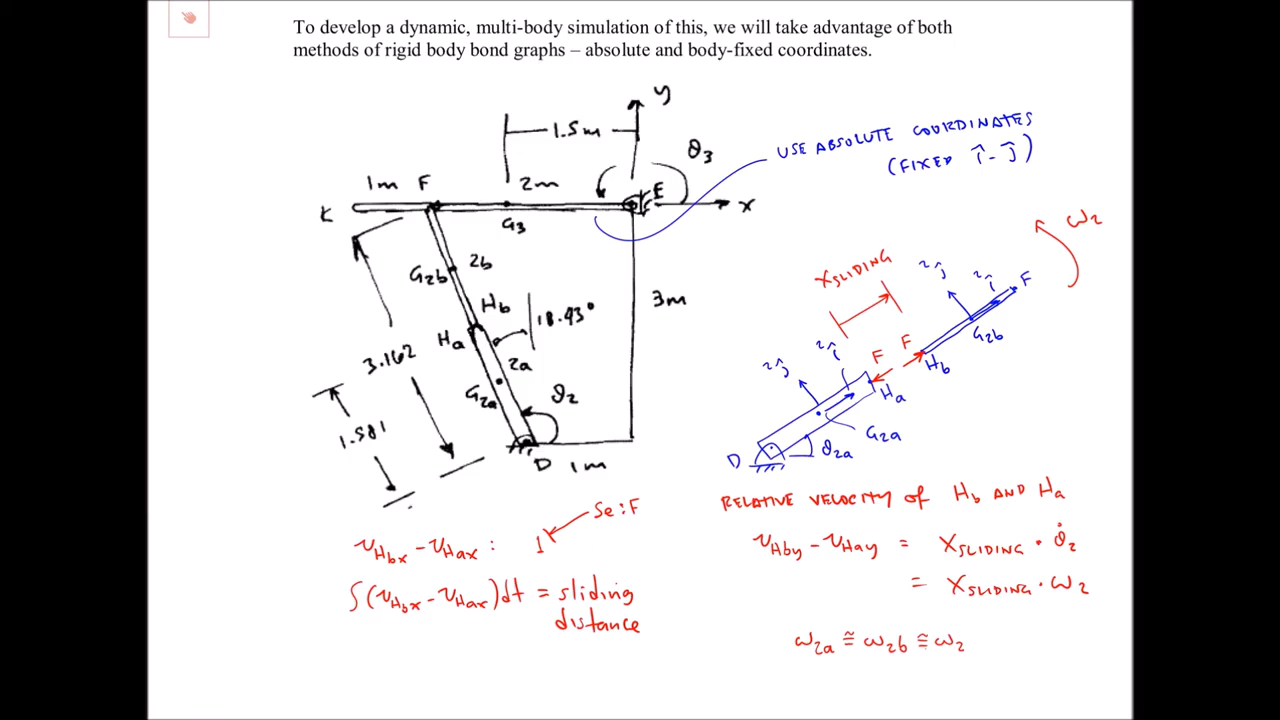 To develop a dynamic, multi-body simulation of this, we will take advantage of both
methods of rigid body bond graphs – absolute and body-fixed coordinates.
y
1.5m
θ3
USE ABSOLUTE COORDINATES
(FIXED î - ĵ)
1m F 2m E
K G3 x
G2b 2b
Hb 18.43° 3m
Ha
3.162 2a
G2a θ2
1.581
D 1m
ω2
XSLIDING
2ĵ 2î F
G2b
F F Hb
2ĵ 2î
Ha
G2a
D θ2a
RELATIVE VELOCITY of Hb AND Ha
Se:F
vHbx - vHax : 1
∫(vHbx - vHax)dt = sliding
distance
vHby - vHay = XSLIDING · θ̇2
= XSLIDING · ω2
ω2a ≅ ω2b ≅ ω2